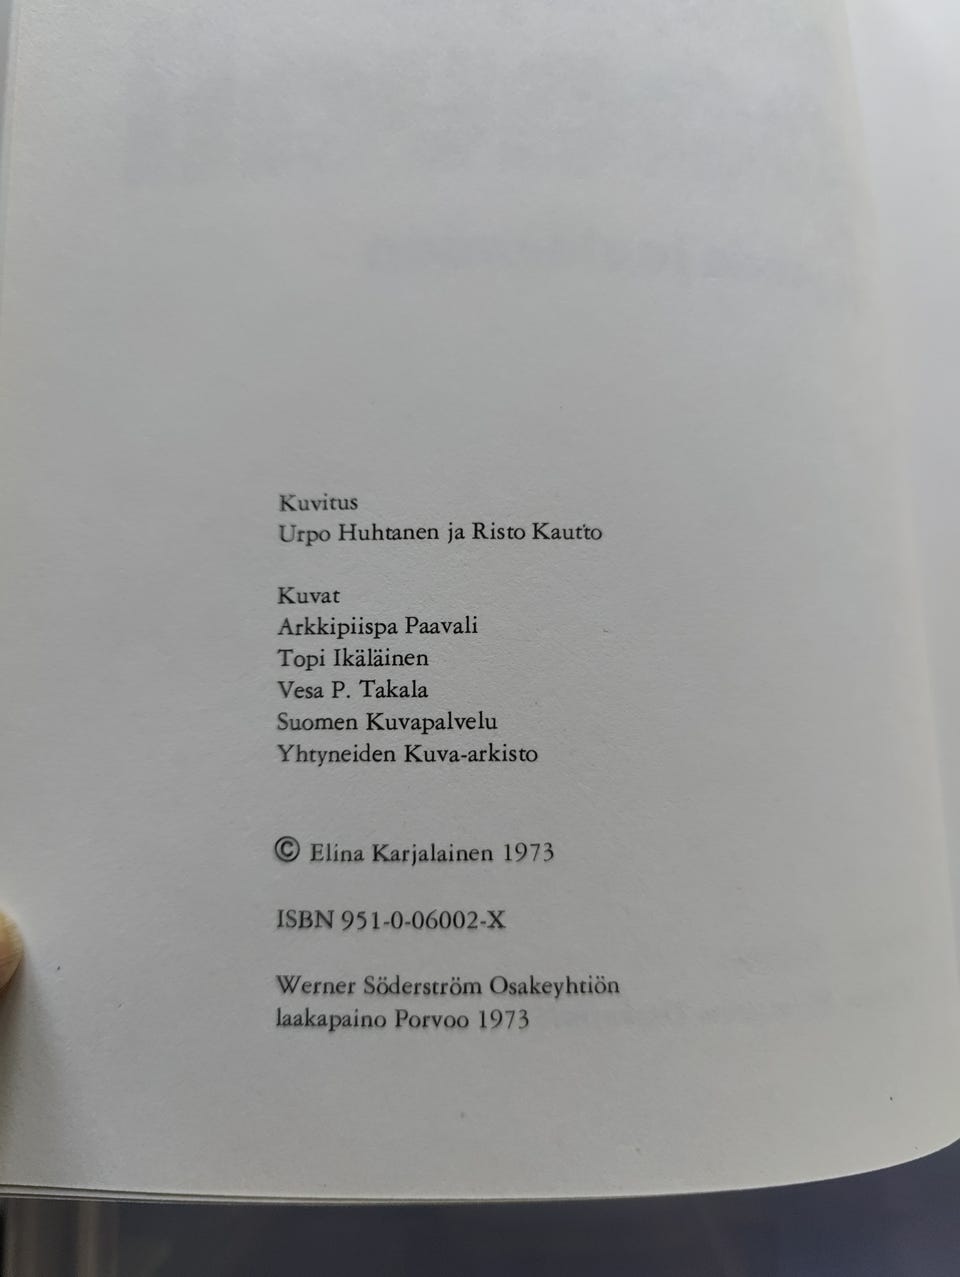 Kuvitus
Urpo Huhtanen ja Risto Kautto
Kuvat
Arkkipiispa Paavali
Topi Ikäläinen
Vesa P. Takala
Suomen Kuvapalvelu
Yhtyneiden Kuva-arkisto
© Elina Karjalainen 1973
ISBN 951-0-06002-X
Werner Söderström Osakeyhtiön
laakapaino Porvoo 1973